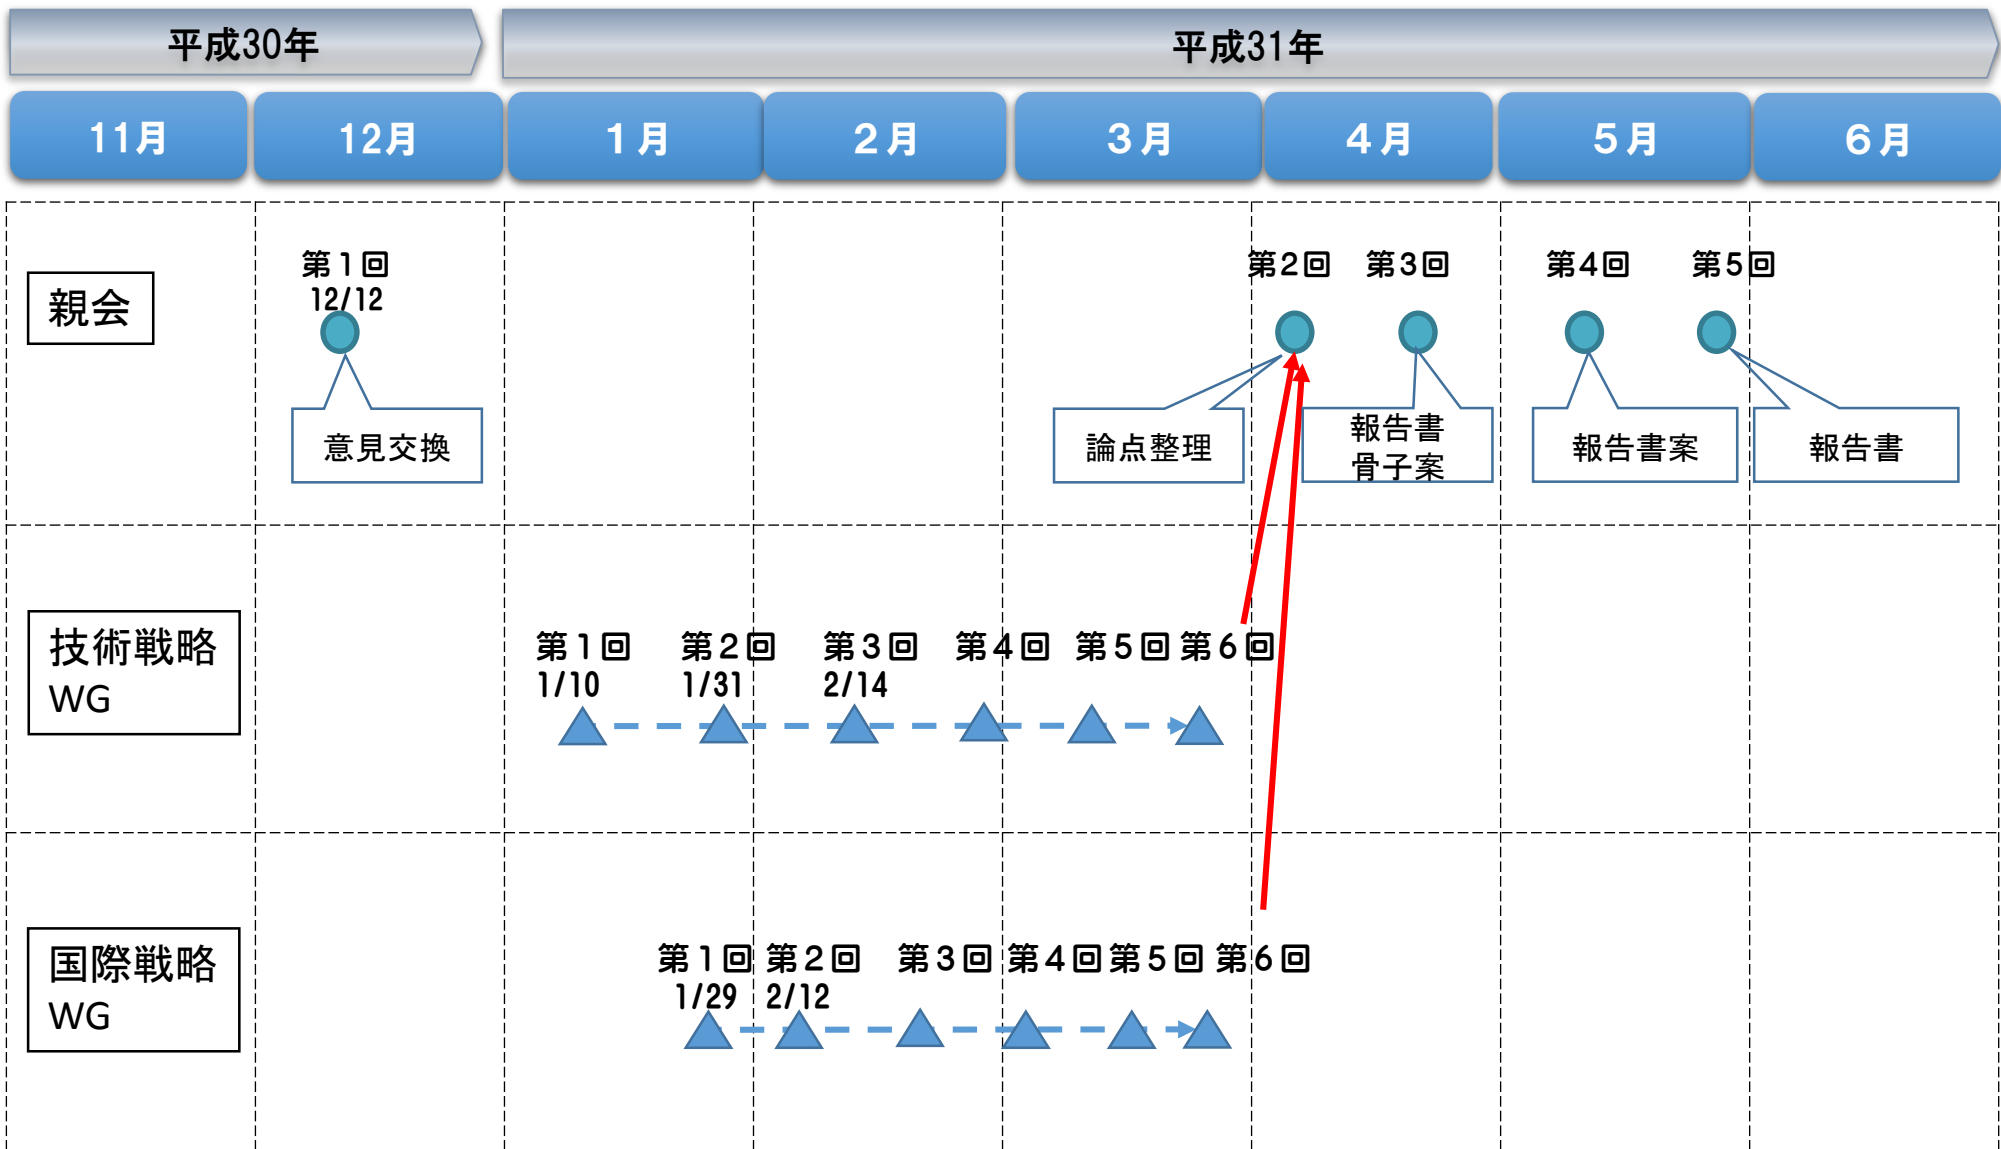 平成30年
平成31年
11月
12月
1月
2月
3月
4月
5月
6月
親会
第1回
12/12
第2回
第3回
第4回
第5回
意見交換
論点整理
報告書
骨子案
報告書案
報告書
技術戦略
WG
第1回
1/10
第2回
1/31
第3回
2/14
第4回
第5回
第6回
国際戦略
WG
第1回
1/29
第2回
2/12
第3回
第4回
第5回
第6回